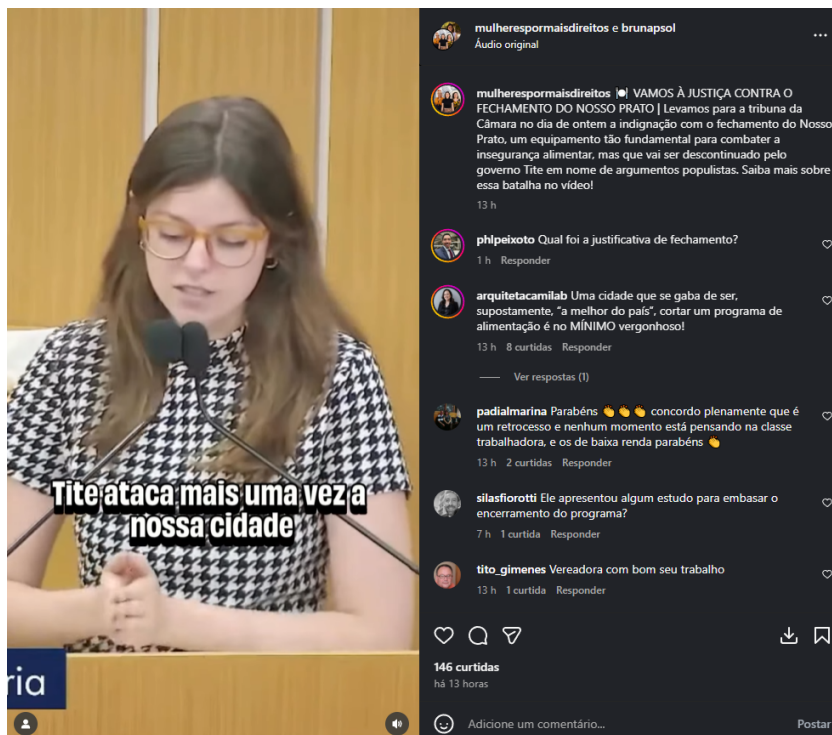 Tite ataca mais uma vez a
nossa cidade
ria
mulherespormaisdireitos e brunapsol
Áudio original
mulherespormaisdireitos 🍽️ VAMOS À JUSTIÇA CONTRA O
FECHAMENTO DO NOSSO PRATO | Levamos para a tribuna da
Câmara no dia de ontem a indignação com o fechamento do Nosso
Prato, um equipamento tão fundamental para combater a
insegurança alimentar, mas que vai ser descontinuado pelo
governo Tite em nome de argumentos populistas. Saiba mais sobre
essa batalha no vídeo!
13 h
phlpeixoto Qual foi a justificativa de fechamento?
1 h Responder
arquitetacamilab Uma cidade que se gaba de ser,
supostamente, "a melhor do país", cortar um programa de
alimentação é no MÍNIMO vergonhoso!
13 h 8 curtidas Responder
Ver respostas (1)
padialmarina Parabéns 👏👏👏 concordo plenamente que é
um retrocesso e nenhum momento está pensando na classe
trabalhadora, e os de baixa renda parabéns 👏
13 h 2 curtidas Responder
silasfiorotti Ele apresentou algum estudo para embasar o
encerramento do programa?
7 h 1 curtida Responder
tito_gimenes Vereadora com bom seu trabalho
13 h 1 curtida Responder
146 curtidas
há 13 horas
Adicione um comentário...
Postar